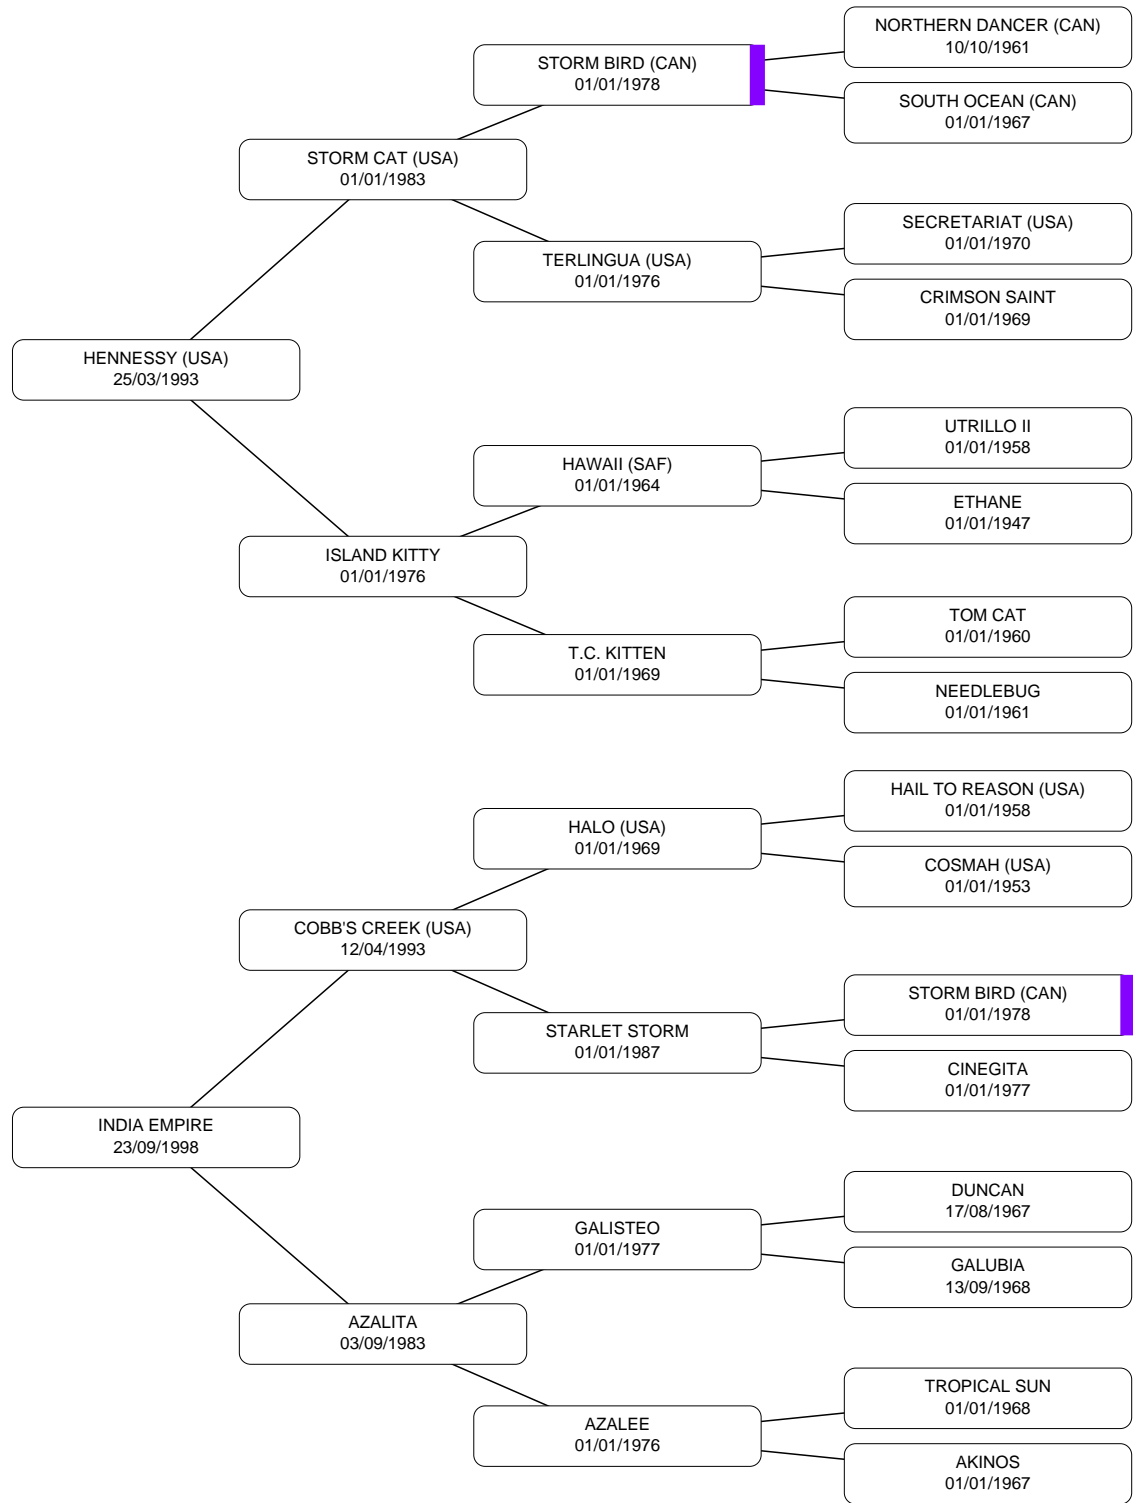 NORTHERN DANCER (CAN)
10/10/1961
STORM BIRD (CAN)
01/01/1978
SOUTH OCEAN (CAN)
01/01/1967
STORM CAT (USA)
01/01/1983
SECRETARIAT (USA)
01/01/1970
TERLINGUA (USA)
01/01/1976
CRIMSON SAINT
01/01/1969
HENNESSY (USA)
25/03/1993
UTRILLO II
01/01/1958
HAWAII (SAF)
01/01/1964
ETHANE
01/01/1947
ISLAND KITTY
01/01/1976
TOM CAT
01/01/1960
T.C. KITTEN
01/01/1969
NEEDLEBUG
01/01/1961
HAIL TO REASON (USA)
01/01/1958
HALO (USA)
01/01/1969
COSMAH (USA)
01/01/1953
COBB'S CREEK (USA)
12/04/1993
STORM BIRD (CAN)
01/01/1978
STARLET STORM
01/01/1987
CINEGITA
01/01/1977
INDIA EMPIRE
23/09/1998
DUNCAN
17/08/1967
GALISTEO
01/01/1977
GALUBIA
13/09/1968
AZALITA
03/09/1983
TROPICAL SUN
01/01/1968
AZALEE
01/01/1976
AKINOS
01/01/1967